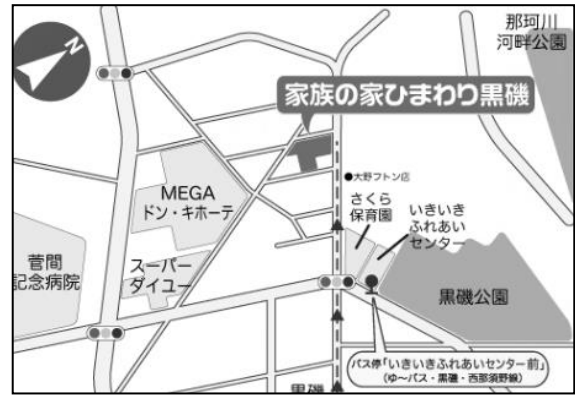 N
那珂川
河畔公園
家族の家ひまわり黒磯
●大野フトン店
MEGA
ドン・キホーテ
さくら
保育園
いきいき
ふれあい
センター
菅間
記念病院
スーパー
ダイユー
黒磯公園
バス停「いきいきふれあいセンター前」
(ゆ〜バス・黒磯・西那須野線)
黒磯